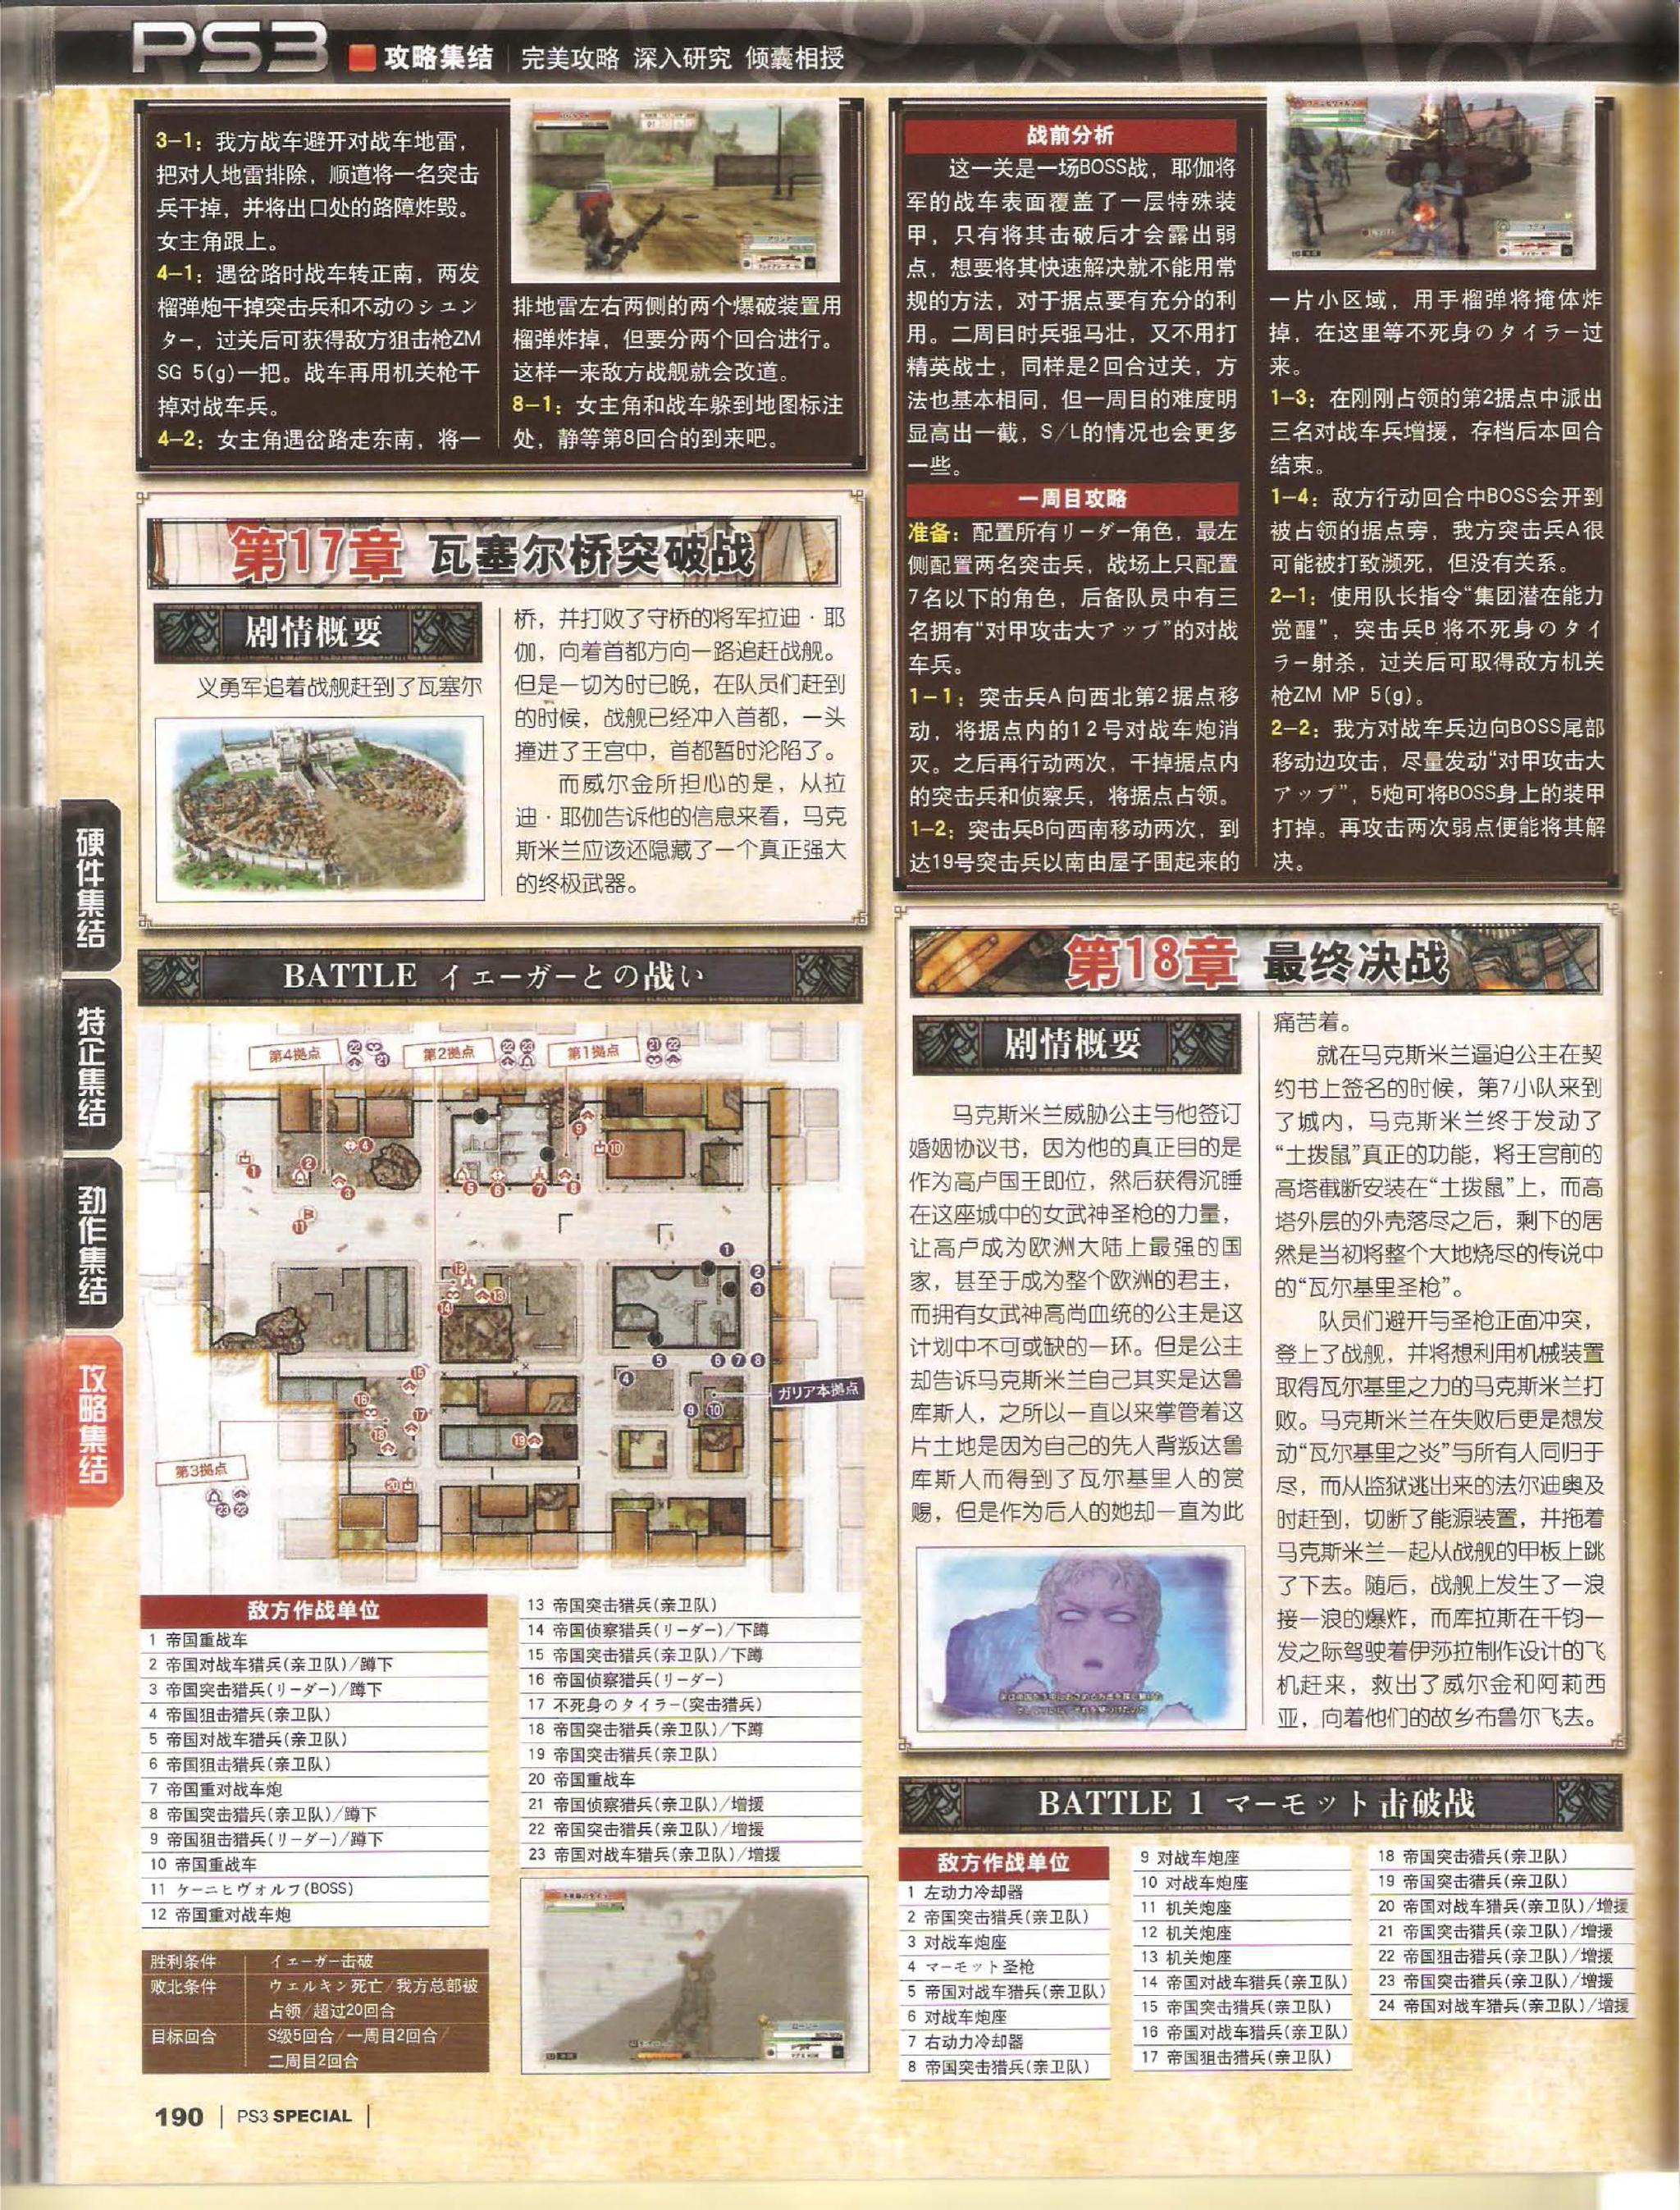 PS3 攻略集结 完美攻略 深入研究 倾囊相授
3-1：我方战车避开对战车地雷，
把对人地雷排除，顺道将一名突击
兵干掉，并将出口处的路障炸毁。
女主角跟上。
4-1：遇岔路时战车转正南，两发
榴弹炮干掉突击兵和不动のシュン
ター，过关后可获得敌方狙击枪ZM
SG 5(g)一把。战车再用机关枪干
掉对战车兵。
4-2：女主角遇岔路走东南，将一
排地雷左右两侧的两个爆破装置用
榴弹炸掉，但要分两个回合进行。
这样一来敌方战舰就会改道。
8-1：女主角和战车躲到地图标注
处，静等第8回合的到来吧。
第17章 瓦塞尔桥突破战
剧情概要
义勇军追着战舰赶到了瓦塞尔
桥，并打败了守桥的将军拉迪·耶
伽，向着首都方向一路追赶战舰。
但是一切为时已晚，在队员们赶到
的时候，战舰已经冲入首都，一头
撞进了王宫中，首都暂时沦陷了。
而威尔金所担心的是，从拉
迪·耶伽告诉他的信息来看，马克
斯米兰应该还隐藏了一个真正强大
的终极武器。
BATTLE イェーガーとの战い
第4拠点
第2拠点
第1拠点
ガリア本拠点
第3拠点
敌方作战单位
1 帝国重战车
2 帝国对战车猎兵(亲卫队)/蹲下
3 帝国突击猎兵(リーダー)/蹲下
4 帝国狙击猎兵(亲卫队)
5 帝国对战车猎兵(亲卫队)
6 帝国狙击猎兵(亲卫队)
7 帝国重对战车炮
8 帝国突击猎兵(亲卫队)/蹲下
9 帝国狙击猎兵(リーダー)/蹲下
10 帝国重战车
11 ケーニヒヴォルフ(BOSS)
12 帝国重对战车炮
13 帝国突击猎兵(亲卫队)
14 帝国侦察猎兵(リーダー)/下蹲
15 帝国突击猎兵(亲卫队)/下蹲
16 帝国侦察猎兵(リーダー)
17 不死身のタイラー(突击猎兵)
18 帝国突击猎兵(亲卫队)/下蹲
19 帝国突击猎兵(亲卫队)
20 帝国重战车
21 帝国侦察猎兵(亲卫队)/增援
22 帝国突击猎兵(亲卫队)/增援
23 帝国对战车猎兵(亲卫队)/增援
胜利条件 イェーガー击破
败北条件 ウェルキン死亡/我方总部被
占领/超过20回合
目标回合 S级5回合/一周目2回合/
二周目2回合
战前分析
这一关是一场BOSS战，耶伽将
军的战车表面覆盖了一层特殊装
甲，只有将其击破后才会露出弱
点，想要将其快速解决就不能用常
规的方法，对于据点要有充分的利
用。二周目时兵强马壮，又不用打
精英战士，同样是2回合过关，方
法也基本相同，但一周目的难度明
显高出一截，S/L的情况也会更多
一些。
一周目攻略
准备：配置所有リーダー角色，最左
侧配置两名突击兵，战场上只配置
7名以下的角色，后备队员中有三
名拥有“对甲攻击大アップ”的对战
车兵。
1-1：突击兵A向西北第2据点移
动，将据点内的12号对战车炮消
灭。之后再行动两次，干掉据点内
的突击兵和侦察兵，将据点占领。
1-2：突击兵B向西南移动两次，到
达19号突击兵以南由屋子围起来的
一片小区域，用手榴弹将掩体炸
掉，在这里等不死身のタイラー过
来。
1-3：在刚刚占领的第2据点中派出
三名对战车兵增援，存档后本回合
结束。
1-4：敌方行动回合中BOSS会开到
被占领的据点旁，我方突击兵A很
可能被打致濒死，但没有关系。
2-1：使用队长指令“集团潜在能力
觉醒”，突击兵B将不死身のタイ
ラー射杀，过关后可取得敌方机关
枪ZM MP 5(g)。
2-2：我方对战车兵边向BOSS尾部
移动边攻击，尽量发动“对甲攻击大
アップ”，5炮可将BOSS身上的装甲
打掉。再攻击两次弱点便能将其解
决。
第18章 最终决战
剧情概要
马克斯米兰威胁公主与他签订
婚姻协议书，因为他的真正目的是
作为高卢国王即位，然后获得沉睡
在这座城中的女武神圣枪的力量，
让高卢成为欧洲大陆上最强的国
家，甚至于成为整个欧洲的君主，
而拥有女武神高尚血统的公主是这
计划中不可或缺的一环。但是公主
却告诉马克斯米兰自己其实是达鲁
库斯人，之所以一直以来掌管着这
片土地是因为自己的先人背叛达鲁
库斯人而得到了瓦尔基里人的赏
赐，但是作为后人的她却一直为此
痛苦着。
就在马克斯米兰逼迫公主在契
约书上签名的时候，第7小队来到
了城内，马克斯米兰终于发动了
“土拨鼠”真正的功能，将王宫前的
高塔截断安装在“土拨鼠”上，而高
塔外层的外壳落尽之后，剩下的居
然是当初将整个大地烧尽的传说中
的“瓦尔基里圣枪”。
队员们避开与圣枪正面冲突，
登上了战舰，并将想利用机械装置
取得瓦尔基里之力的马克斯米兰打
败。马克斯米兰在失败后更是想发
动“瓦尔基里之炎”与所有人同归于
尽，而从监狱逃出来的法尔迪奥及
时赶到，切断了能源装置，并拖着
马克斯米兰一起从战舰的甲板上跳
了下去。随后，战舰上发生了一浪
接一浪的爆炸，而库拉斯在千钧一
发之际驾驶着伊莎拉制作设计的飞
机赶来，救出了威尔金和阿莉西
亚，向着他们的故乡布鲁尔飞去。
BATTLE 1 マーモット击破战
敌方作战单位
1 左动力冷却器
2 帝国突击猎兵(亲卫队)
3 对战车炮座
4 マーモット圣枪
5 帝国对战车猎兵(亲卫队)
6 对战车炮座
7 右动力冷却器
8 帝国突击猎兵(亲卫队)
9 对战车炮座
10 对战车炮座
11 机关炮座
12 机关炮座
13 机关炮座
14 帝国对战车猎兵(亲卫队)
15 帝国突击猎兵(亲卫队)
16 帝国对战车猎兵(亲卫队)
17 帝国狙击猎兵(亲卫队)
18 帝国突击猎兵(亲卫队)
19 帝国突击猎兵(亲卫队)
20 帝国对战车猎兵(亲卫队)/增援
21 帝国突击猎兵(亲卫队)/增援
22 帝国狙击猎兵(亲卫队)/增援
23 帝国突击猎兵(亲卫队)/增援
24 帝国对战车猎兵(亲卫队)/增援
硬件集结
特企集结
劲作集结
攻略集结
190 | PS3 SPECIAL |